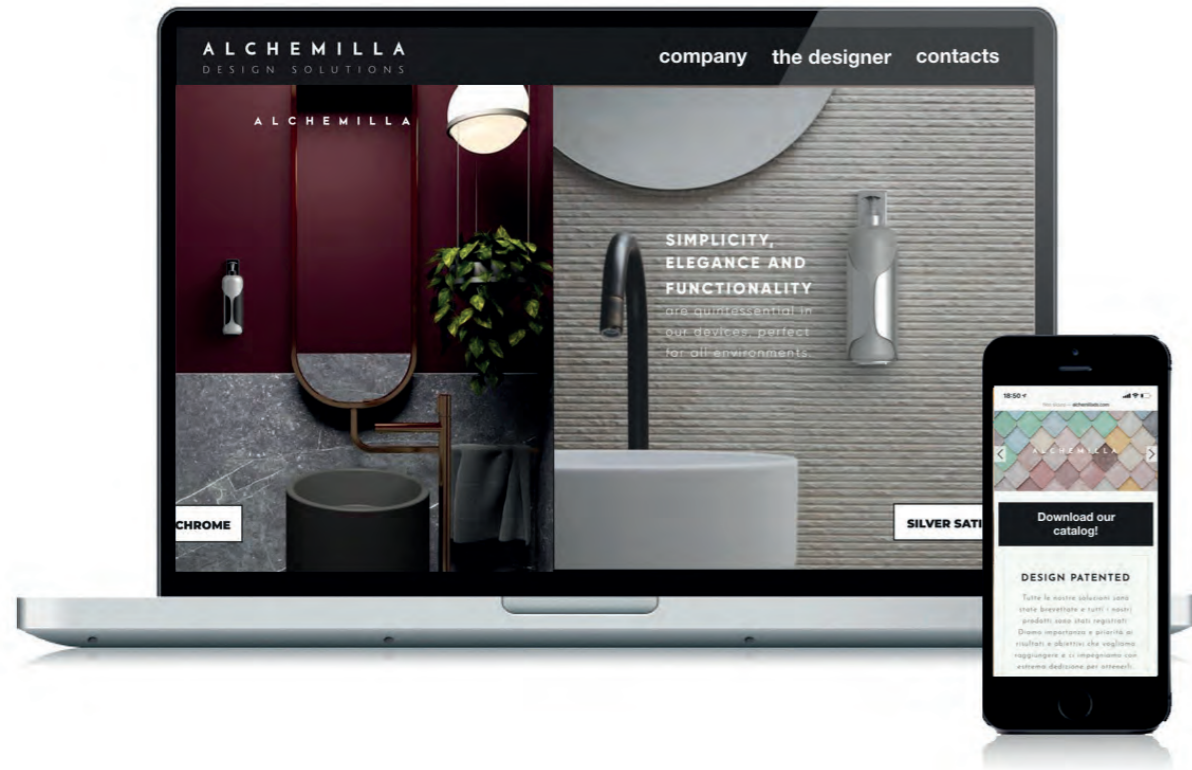 ALCHEMILLA
DESIGN SOLUTIONS
company the designer contacts
ALCHEMILLA
SIMPLICITY,
ELEGANCE AND
FUNCTIONALITY
are quintessential in
our devices, perfect
for all environments.
CHROME
SILVER SATI
18:50
alchemillads.com
ALCHEMILLA
Download our
catalog!
DESIGN PATENTED
Tutte le nostre soluzioni sono
state brevettate e tutti i nostri
prodotti sono stati registrati
Diamo importanza e priorità ai
risultati e obiettivi che vogliamo
raggiungere e ci impegniamo con
estrema dedizione per ottenerli